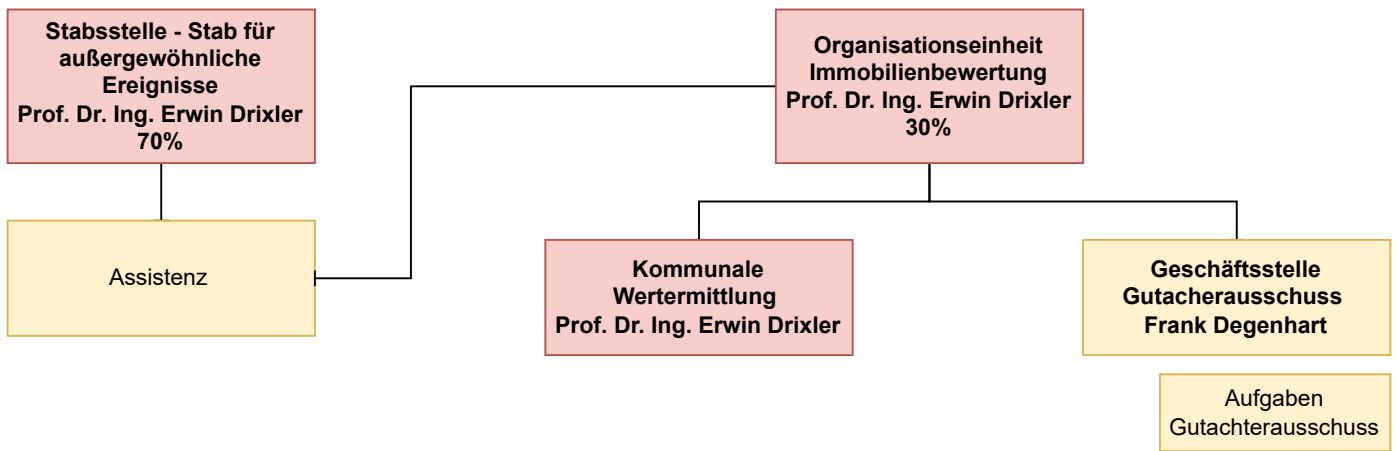 Stabsstelle - Stab für
außergewöhnliche
Ereignisse
Prof. Dr. Ing. Erwin Drixler
70%
Organisationseinheit
Immobilienbewertung
Prof. Dr. Ing. Erwin Drixler
30%
Assistenz
Kommunale
Wertermittlung
Prof. Dr. Ing. Erwin Drixler
Geschäftsstelle
Gutacherausschuss
Frank Degenhart
Aufgaben
Gutachterausschuss